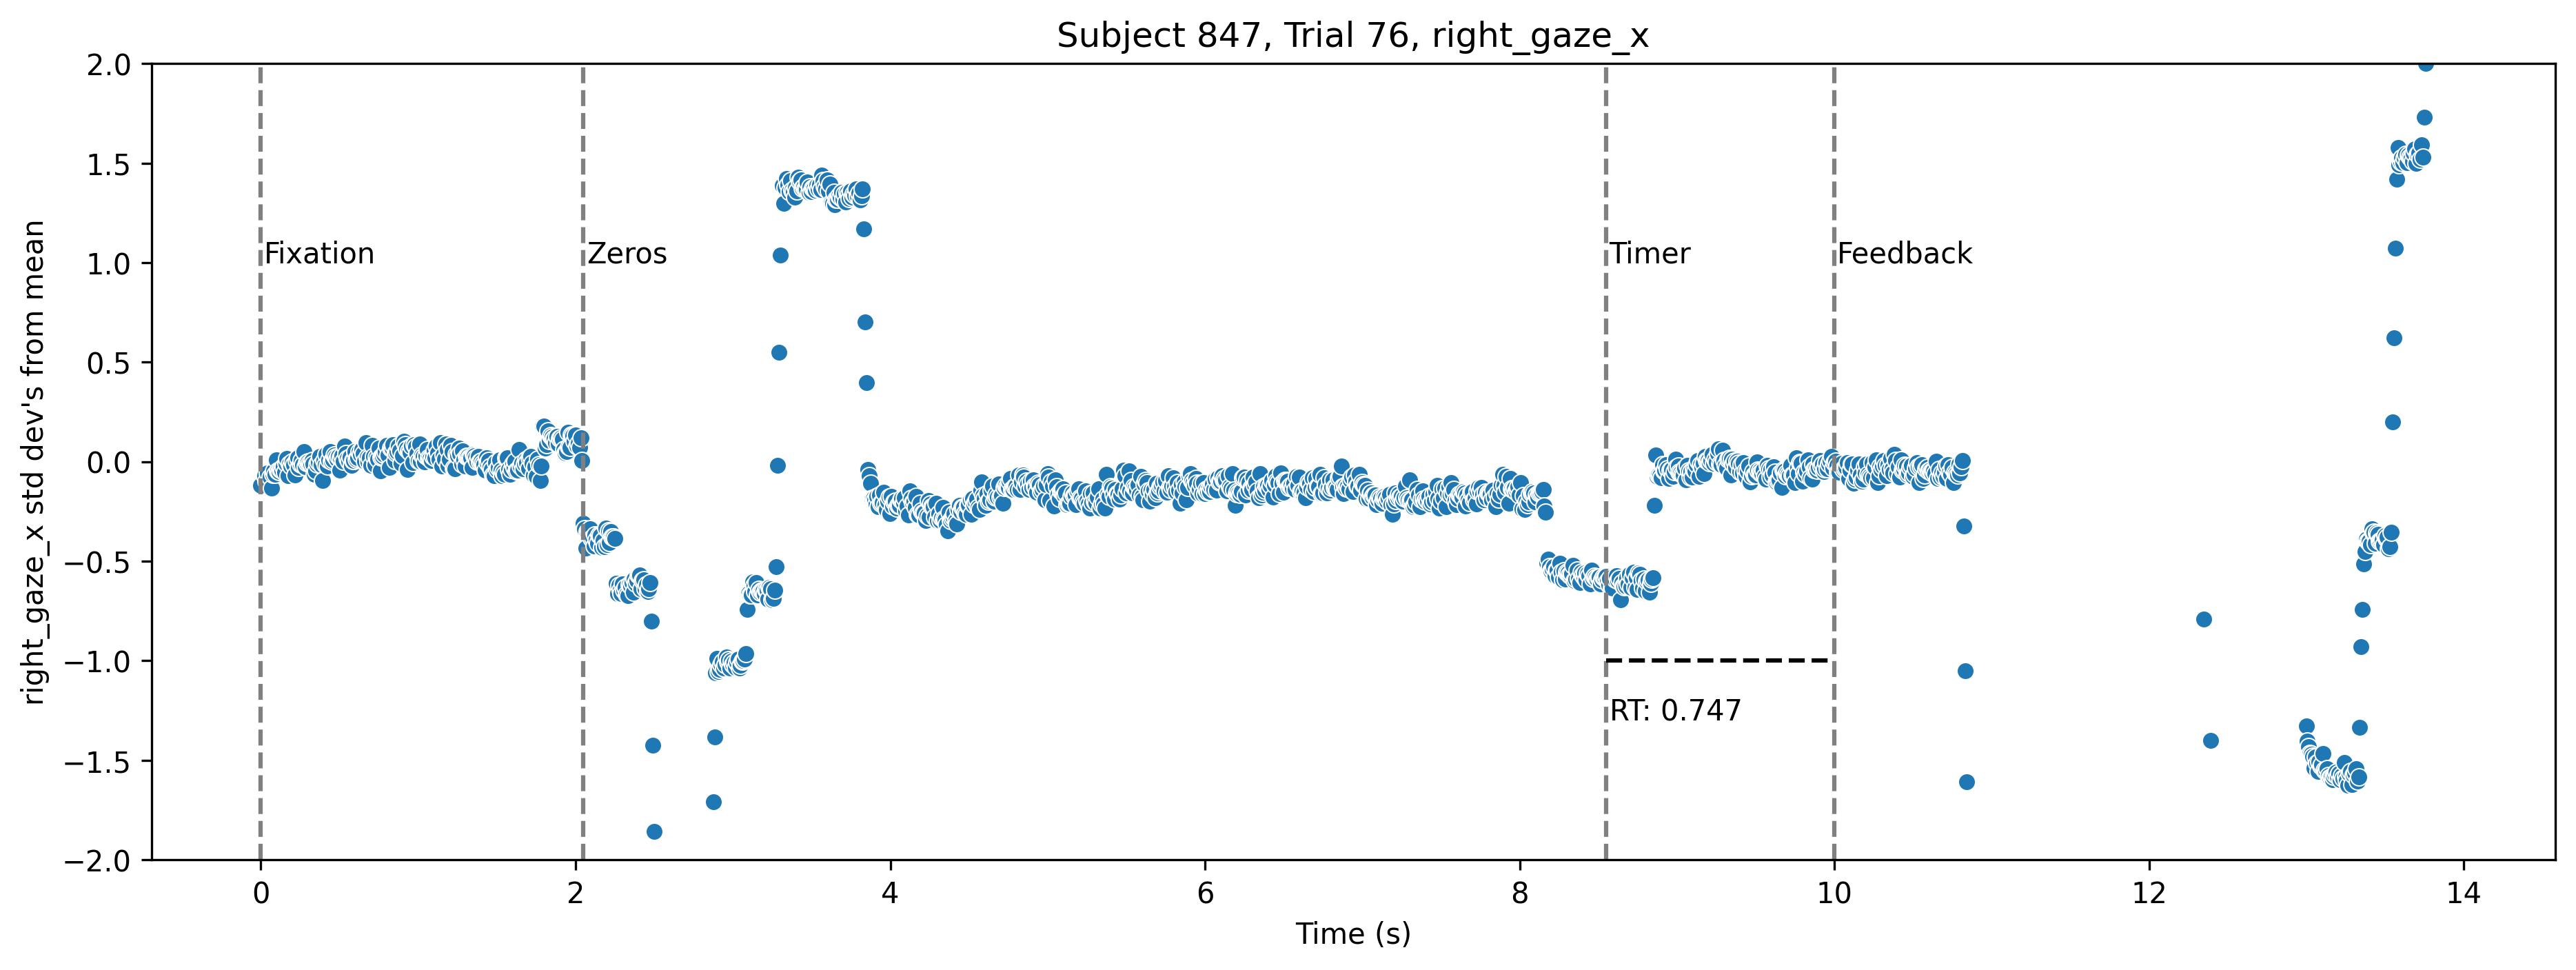 Subject 847, Trial 76, right_gaze_x
right_gaze_x std dev's from mean
2.0
1.5
1.0
0.5
0.0
−0.5
−1.0
−1.5
−2.0
Fixation
Zeros
Timer
Feedback
RT: 0.747
0 2 4 6 8 10 12 14
Time (s)